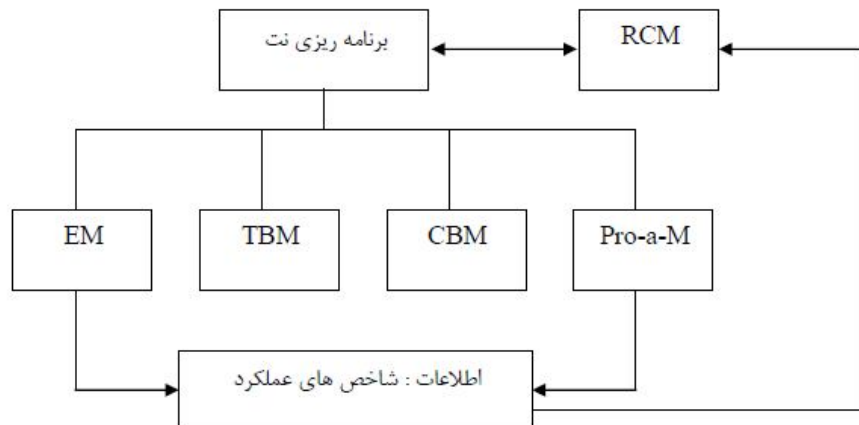 برنامه ریزی نت
RCM
EM
TBM
CBM
Pro-a-M
اطلاعات : شاخص های عملکرد